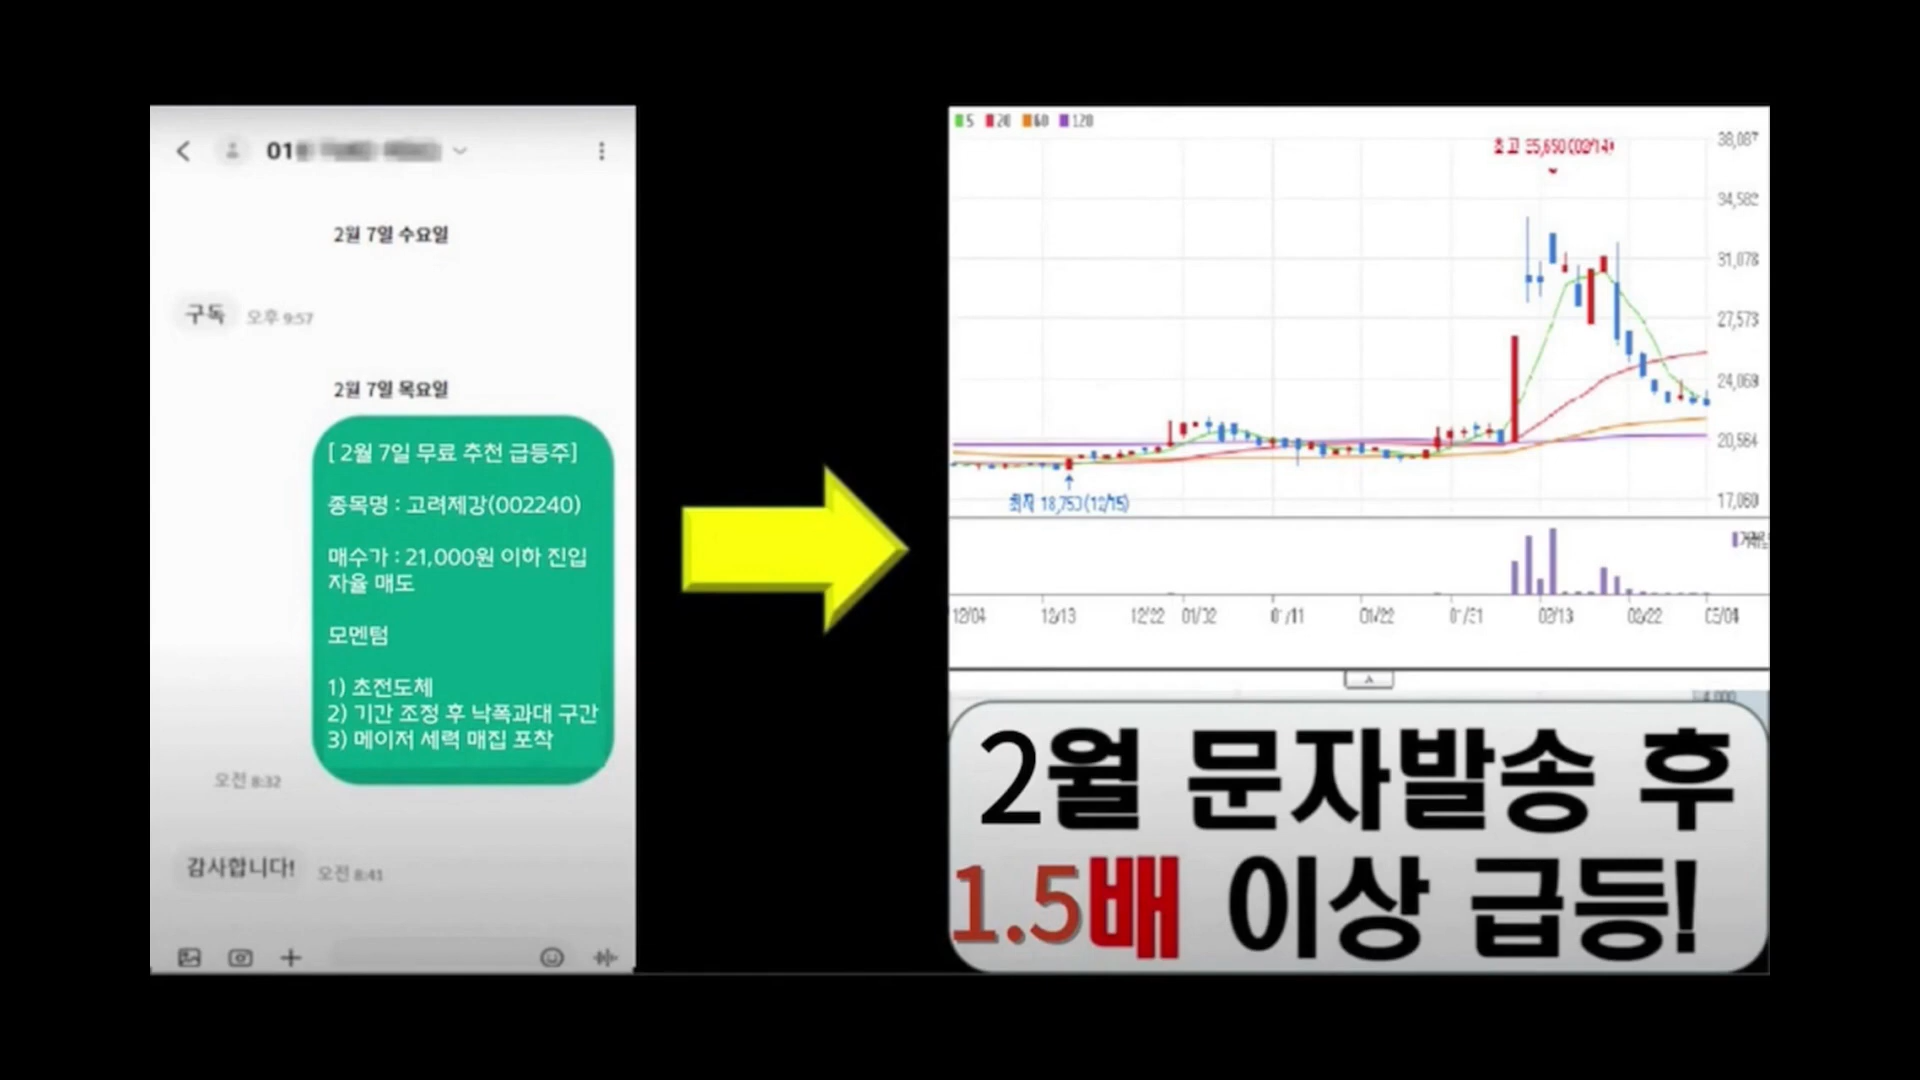 2월 7일 수요일
구독 오후 9:57
2월 7일 목요일
[ 2월 7일 무료 추천 급등주]
종목명 : 고려제강(002240)
매수가 : 21,000원 이하 진입
자율 매도
모멘텀
1) 초전도체
2) 기간 조정 후 낙폭과대 구간
3) 메이저 세력 매집 포착
오전 8:32
감사합니다! 오전 8:41
5 20 60 120
38,087
34,582
31,078
27,573
24,069
20,564
17,060
12/04 12/13 12/22 01/02 01/11 01/22 01/31 02/13 02/22
2월 문자발송 후
1.5배 이상 급등!